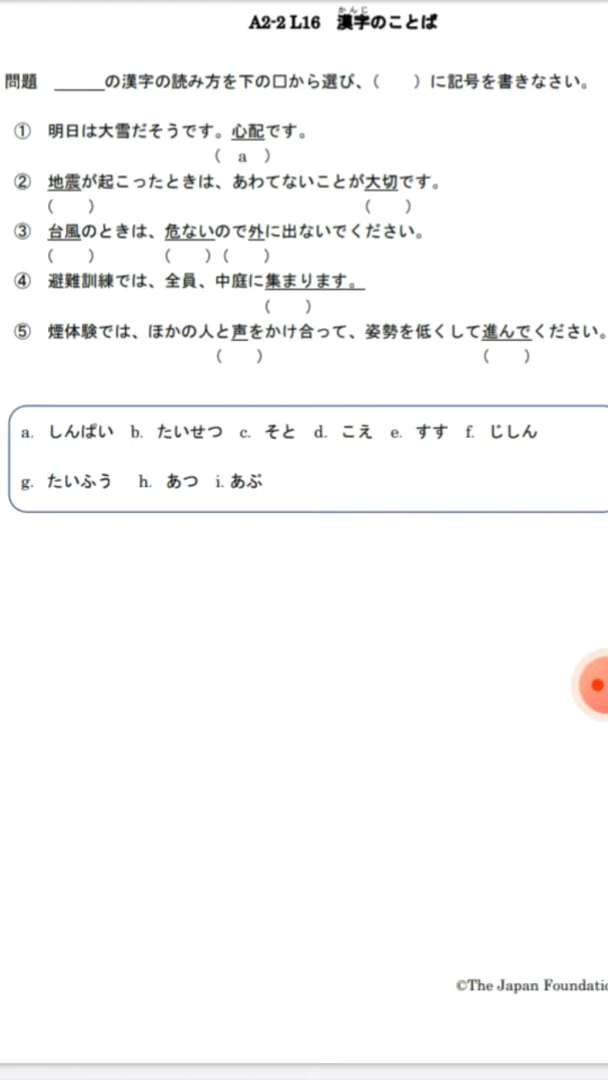 かんじ
A2-2 L16 漢字のことば
問題 ______の漢字の読み方を下の□から選び、( )に記号を書きなさい。
① 明日は大雪だそうです。心配です。
( a )
② 地震が起こったときは、あわてないことが大切です。
( ) ( )
③ 台風のときは、危ないので外に出ないでください。
( ) ( ) ( )
④ 避難訓練では、全員、中庭に集まります。
( )
⑤ 煙体験では、ほかの人と声をかけ合って、姿勢を低くして進んでください。
( ) ( )
a. しんぱい b. たいせつ c. そと d. こえ e. すす f. じしん
g. たいふう h. あつ i. あぶ
©The Japan Foundatio